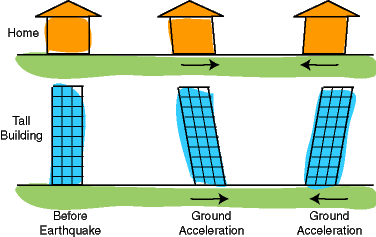 Home
Tall
Building
Before
Earthquake
Ground
Acceleration
Ground
Acceleration